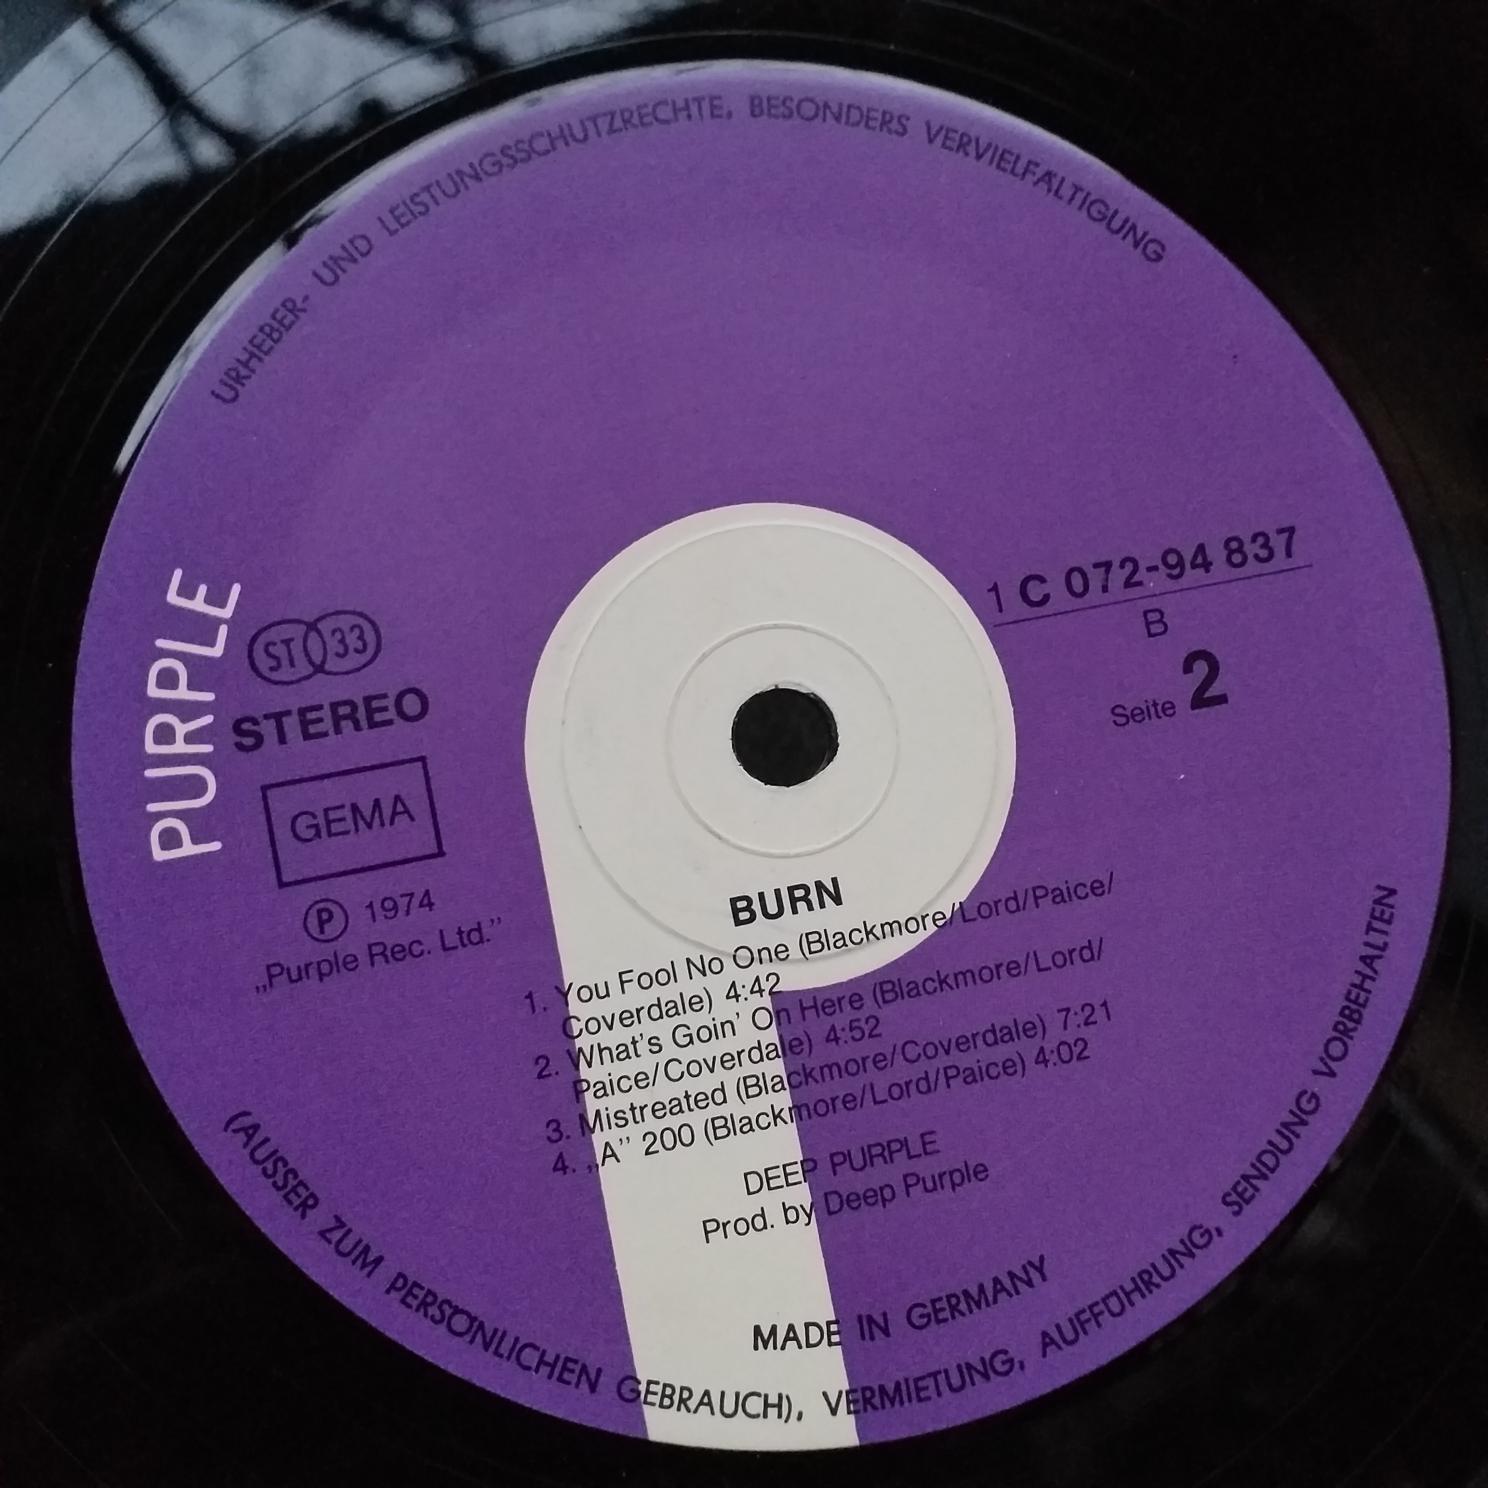 URHEBER- UND LEISTUNGSSCHUTZRECHTE, BESONDERS VERVIELFÄLTIGUNG
PURPLE
ST 33
STEREO
GEMA
Ⓟ 1974
„Purple Rec. Ltd.”
1 C 072-94 837
B
Seite 2
BURN
1. You Fool No One (Blackmore/Lord/Paice/
Coverdale) 4:42
2. What's Goin' On Here (Blackmore/Lord/
Paice/Coverdale) 4:52
3. Mistreated (Blackmore/Coverdale) 7:21
4. „A” 200 (Blackmore/Lord/Paice) 4:02
DEEP PURPLE
Prod. by Deep Purple
MADE IN GERMANY
(AUSSER ZUM PERSÖNLICHEN GEBRAUCH), VERMIETUNG, AUFFÜHRUNG, SENDUNG VORBEHALTEN